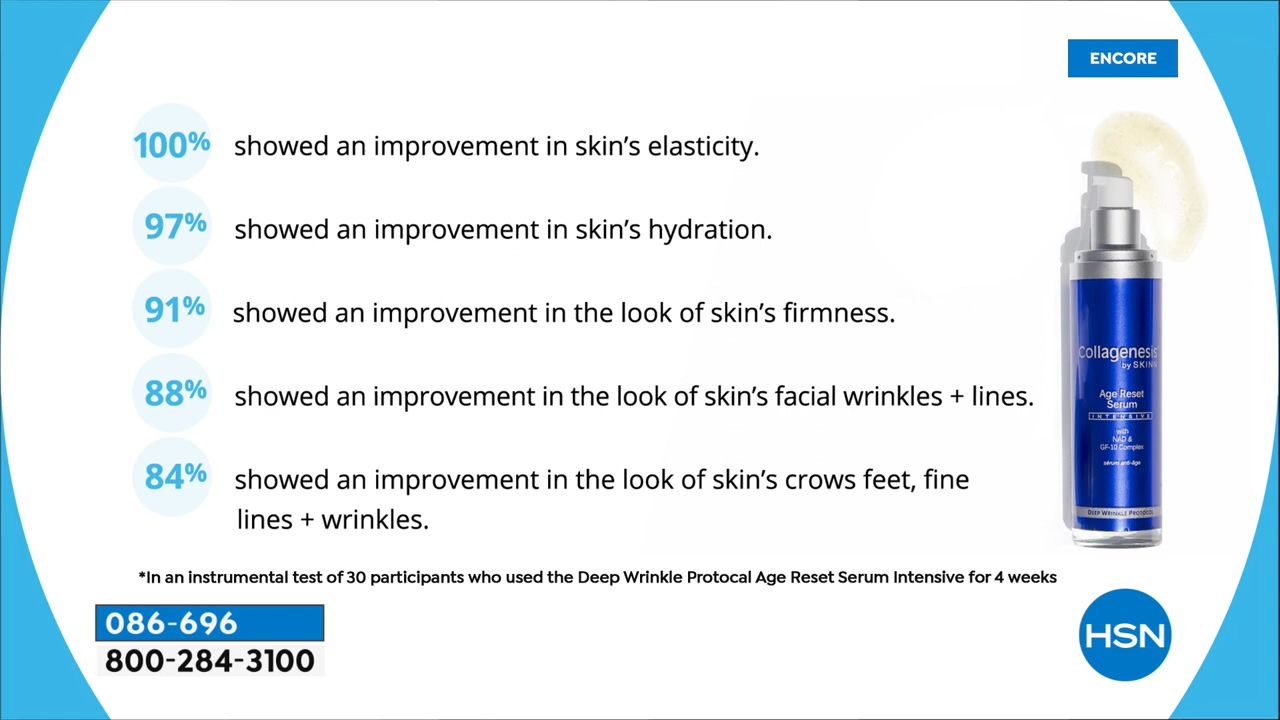 ENCORE
100% showed an improvement in skin's elasticity.
97% showed an improvement in skin's hydration.
91% showed an improvement in the look of skin's firmness.
88% showed an improvement in the look of skin's facial wrinkles + lines.
84% showed an improvement in the look of skin's crows feet, fine
lines + wrinkles.
Collagenesis
by SKINN
Age Reset
Serum
INTENSIVE
with
NAD &
GF-10 Complex
sérum anti-âge
DEEP WRINKLE PROTOCOL
*In an instrumental test of 30 participants who used the Deep Wrinkle Protocal Age Reset Serum Intensive for 4 weeks
086-696
800-284-3100
HSN